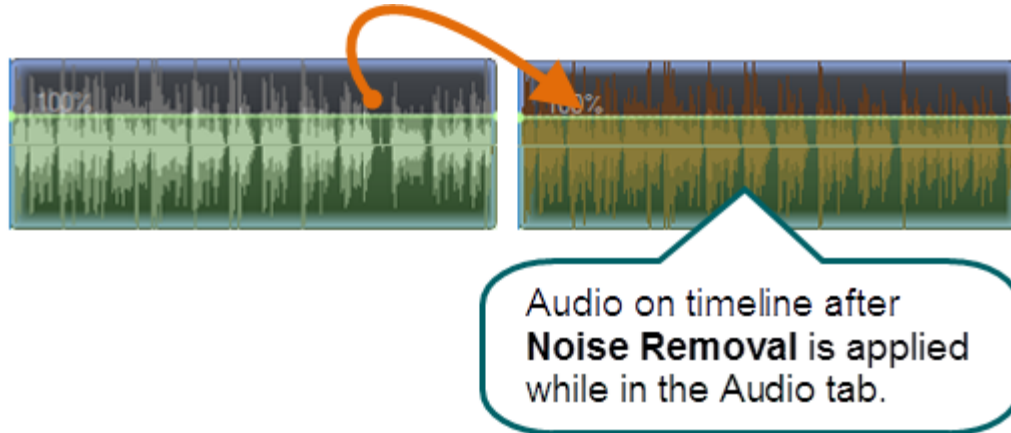 100%
100%
Audio on timeline after
Noise Removal is applied
while in the Audio tab.